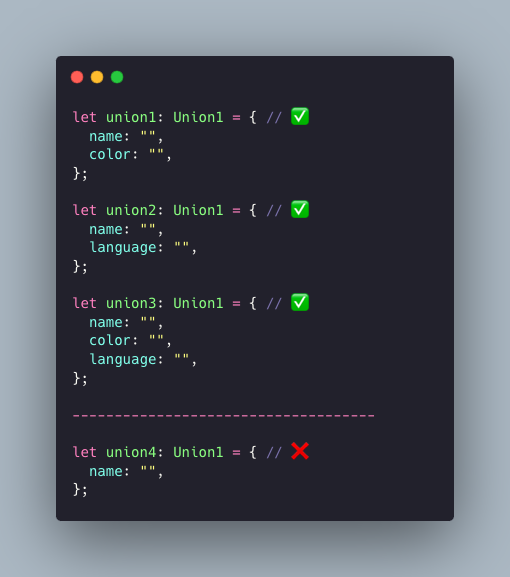 let union1: Union1 = { // ✅
  name: "",
  color: "",
};
let union2: Union1 = { // ✅
  name: "",
  language: "",
};
let union3: Union1 = { // ✅
  name: "",
  color: "",
  language: "",
};
------------------------------------
let union4: Union1 = { // ❌
  name: "",
};